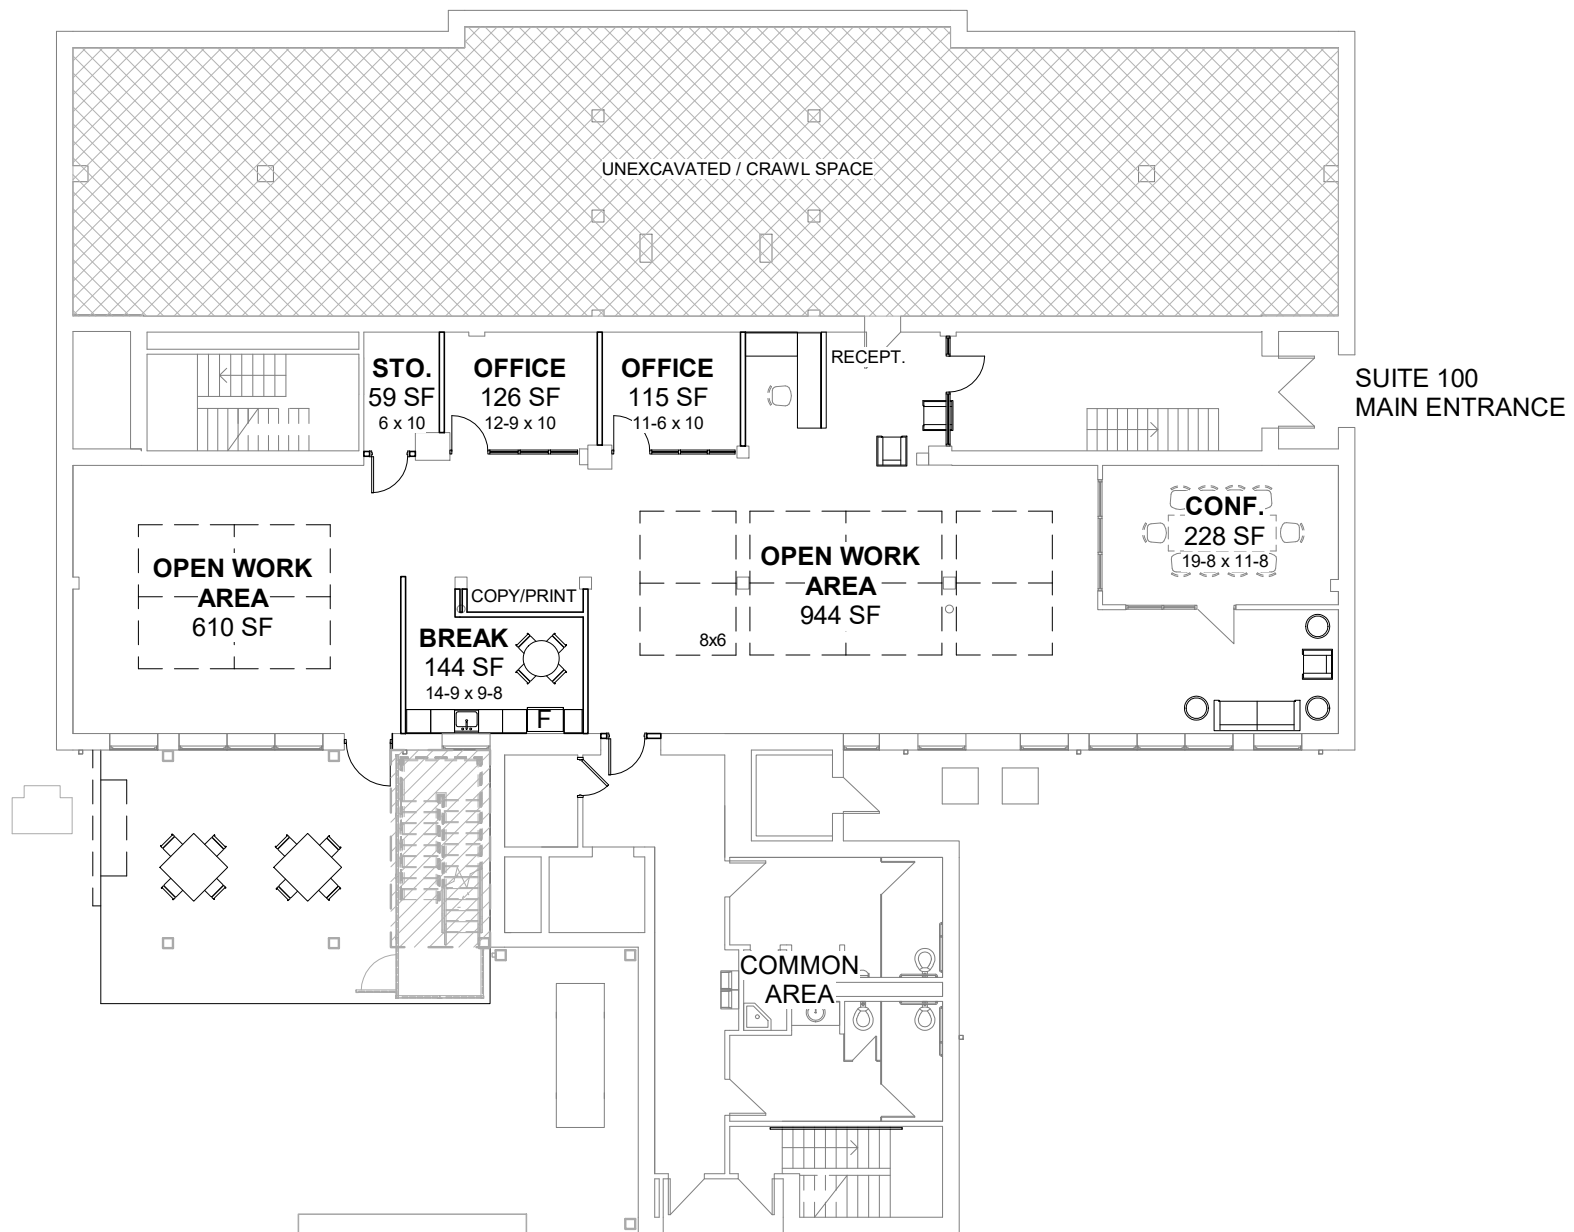 UNEXCAVATED / CRAWL SPACE
STO.
59 SF
6 x 10
OFFICE
126 SF
12-9 x 10
OFFICE
115 SF
11-6 x 10
RECEPT.
SUITE 100
MAIN ENTRANCE
OPEN WORK
AREA
610 SF
COPY/PRINT
BREAK
144 SF
14-9 x 9-8
F
OPEN WORK
AREA
944 SF
8x6
CONF.
228 SF
19-8 x 11-8
COMMON
AREA